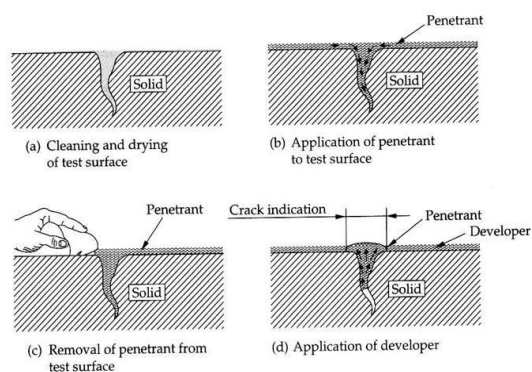 Solid
(a) Cleaning and drying
of test surface
Penetrant
Solid
(b) Application of penetrant
to test surface
Penetrant
Solid
(c) Removal of penetrant from
test surface
Crack indication
Penetrant
Developer
Solid
(d) Application of developer